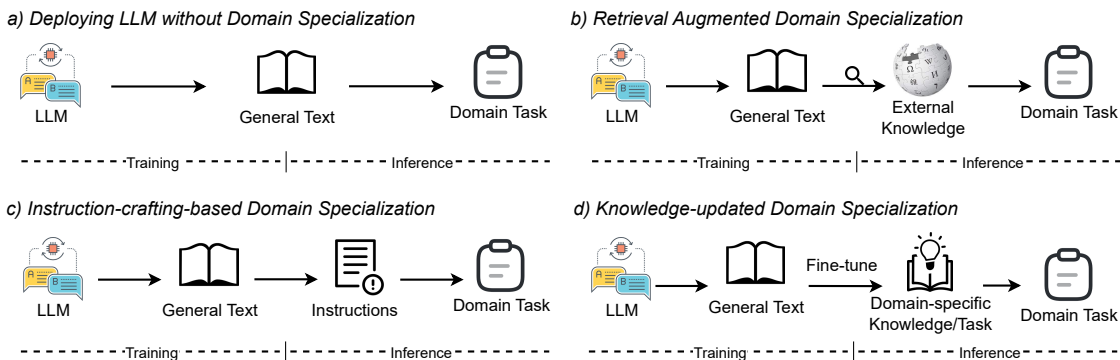 a) Deploying LLM without Domain Specialization
A
B
LLM
General Text
Domain Task
Training
Inference
b) Retrieval Augmented Domain Specialization
A
B
LLM
General Text
W
Ω
И
External
Knowledge
Domain Task
Training
Inference
c) Instruction-crafting-based Domain Specialization
A
B
LLM
General Text
Instructions
Domain Task
Training
Inference
d) Knowledge-updated Domain Specialization
A
B
LLM
General Text
Fine-tune
Domain-specific
Knowledge/Task
Domain Task
Training
Inference